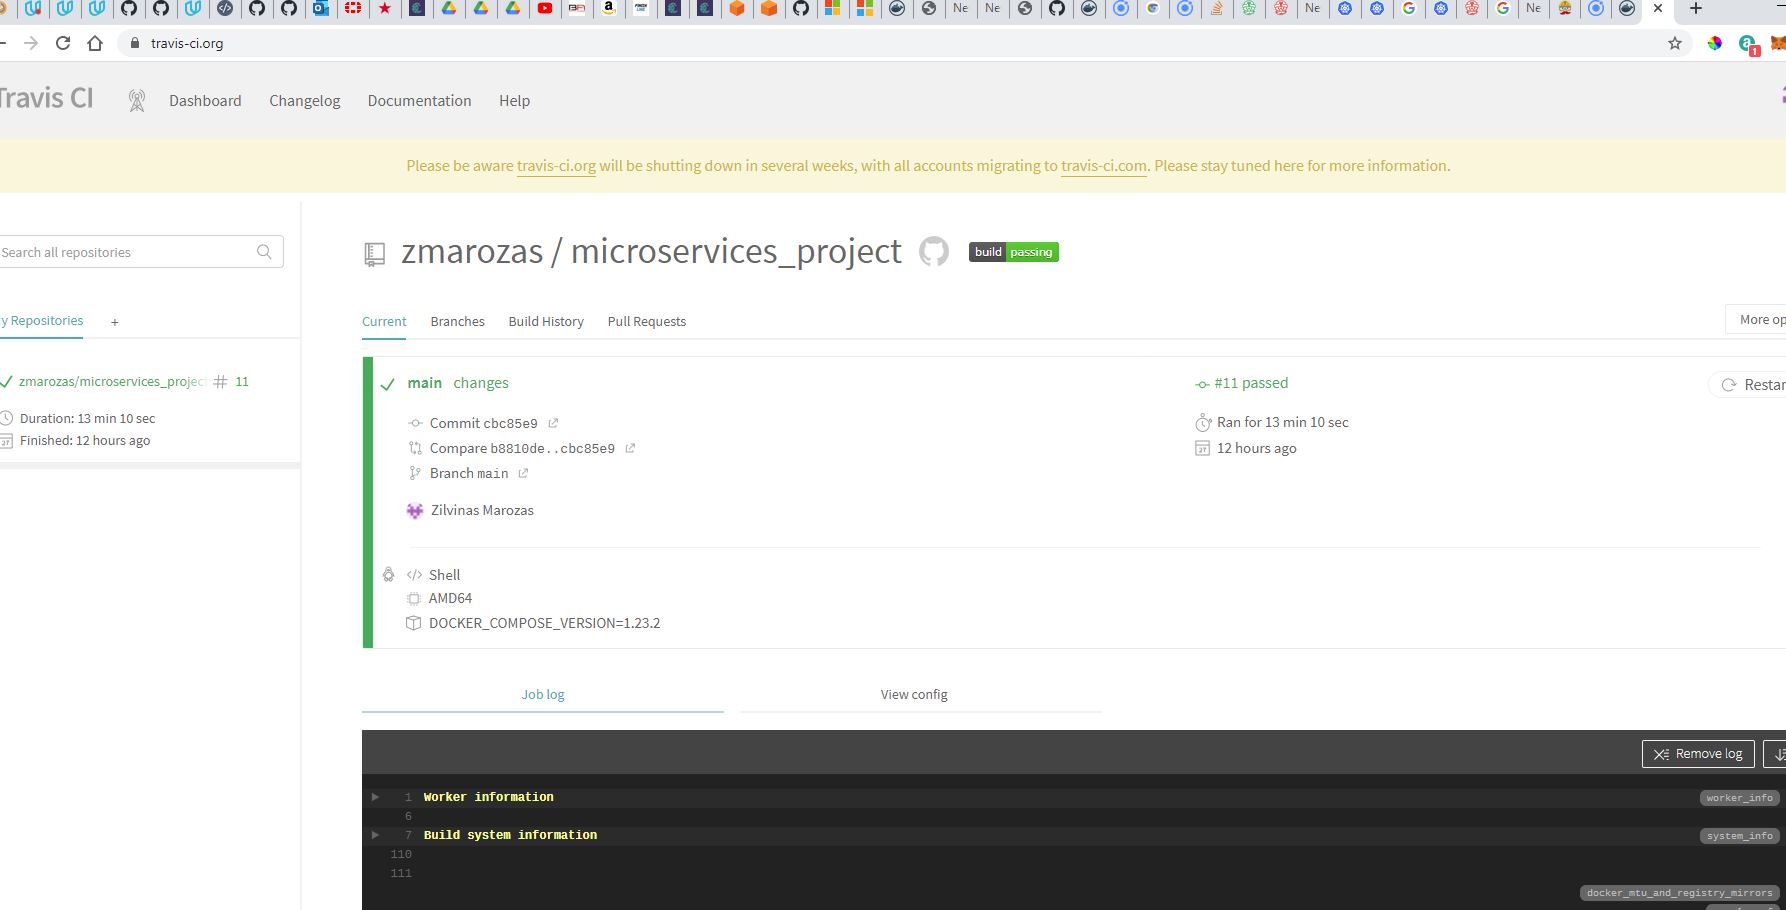 Ne
Ne
Ne
Ne
travis-ci.org
1
Travis CI
Dashboard
Changelog
Documentation
Help
Please be aware travis-ci.org will be shutting down in several weeks, with all accounts migrating to travis-ci.com. Please stay tuned here for more information.
Search all repositories
zmarozas / microservices_project
build passing
y Repositories
+
Current
Branches
Build History
Pull Requests
More op
zmarozas/microservices_project
# 11
Duration: 13 min 10 sec
Finished: 12 hours ago
main changes
#11 passed
Restar
Commit cbc85e9
Ran for 13 min 10 sec
Compare b8810de..cbc85e9
12 hours ago
Branch main
Zilvinas Marozas
</> Shell
AMD64
DOCKER_COMPOSE_VERSION=1.23.2
Job log
View config
Remove log
1 Worker information
worker_info
6
7 Build system information
system_info
110
111
docker_mtu_and_registry_mirrors